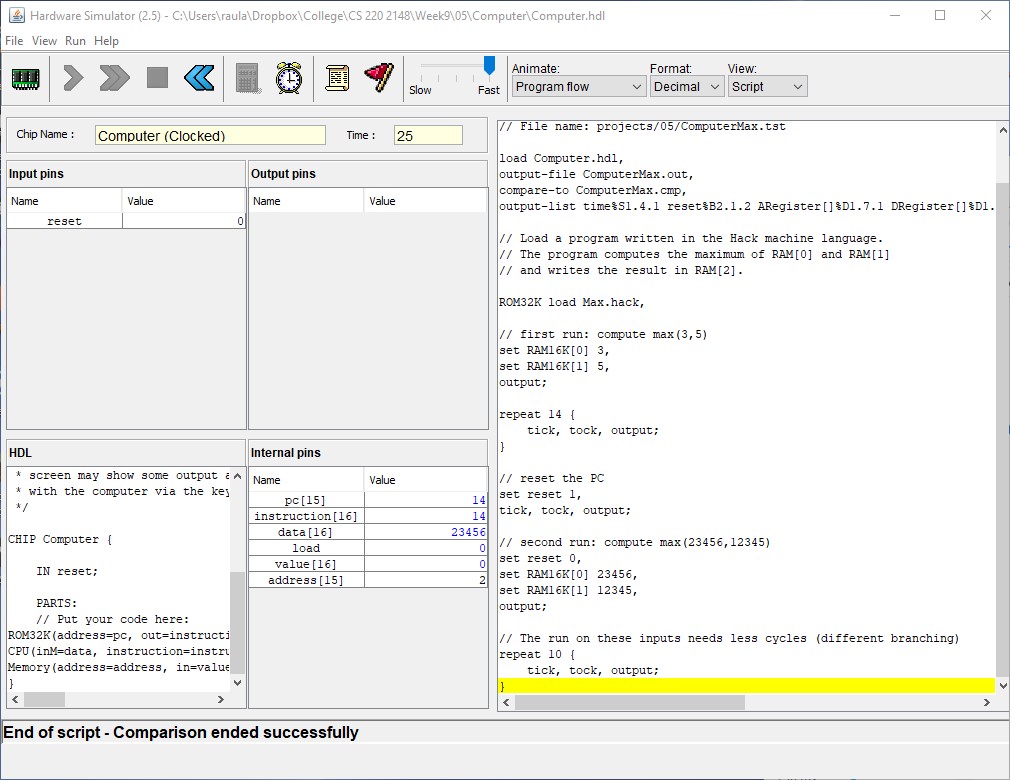 Hardware Simulator (2.5) - C:\Users\raula\Dropbox\College\CS 220 2148\Week9\05\Computer\Computer.hdl
File View Run Help
Slow Fast
Animate: Format: View:
Program flow Decimal Script
Chip Name : Computer (Clocked) Time : 25
Input pins
Name Value
reset 0
Output pins
Name Value
HDL
* screen may show some output a
* with the computer via the key
*/
CHIP Computer {
IN reset;
PARTS:
// Put your code here:
ROM32K(address=pc, out=instructi
CPU(inM=data, instruction=instru
Memory(address=address, in=value
}
Internal pins
Name Value
pc[15] 14
instruction[16] 14
data[16] 23456
load 0
value[16] 0
address[15] 2
// File name: projects/05/ComputerMax.tst
load Computer.hdl,
output-file ComputerMax.out,
compare-to ComputerMax.cmp,
output-list time%S1.4.1 reset%B2.1.2 ARegister[]%D1.7.1 DRegister[]%D1.
// Load a program written in the Hack machine language.
// The program computes the maximum of RAM[0] and RAM[1]
// and writes the result in RAM[2].
ROM32K load Max.hack,
// first run: compute max(3,5)
set RAM16K[0] 3,
set RAM16K[1] 5,
output;
repeat 14 {
tick, tock, output;
}
// reset the PC
set reset 1,
tick, tock, output;
// second run: compute max(23456,12345)
set reset 0,
set RAM16K[0] 23456,
set RAM16K[1] 12345,
output;
// The run on these inputs needs less cycles (different branching)
repeat 10 {
tick, tock, output;
}
End of script - Comparison ended successfully